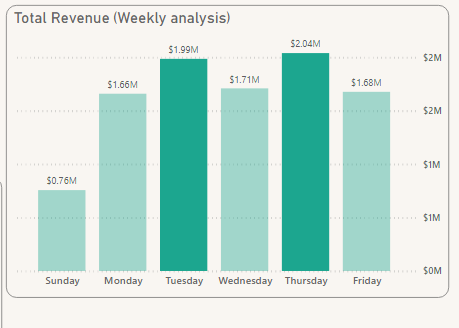 Total Revenue (Weekly analysis)
$2.04M
$1.99M
$2M
$1.71M
$1.66M
$1.68M
$2M
$1M
$0.76M
$1M
$0M
Sunday Monday Tuesday Wednesday Thursday Friday